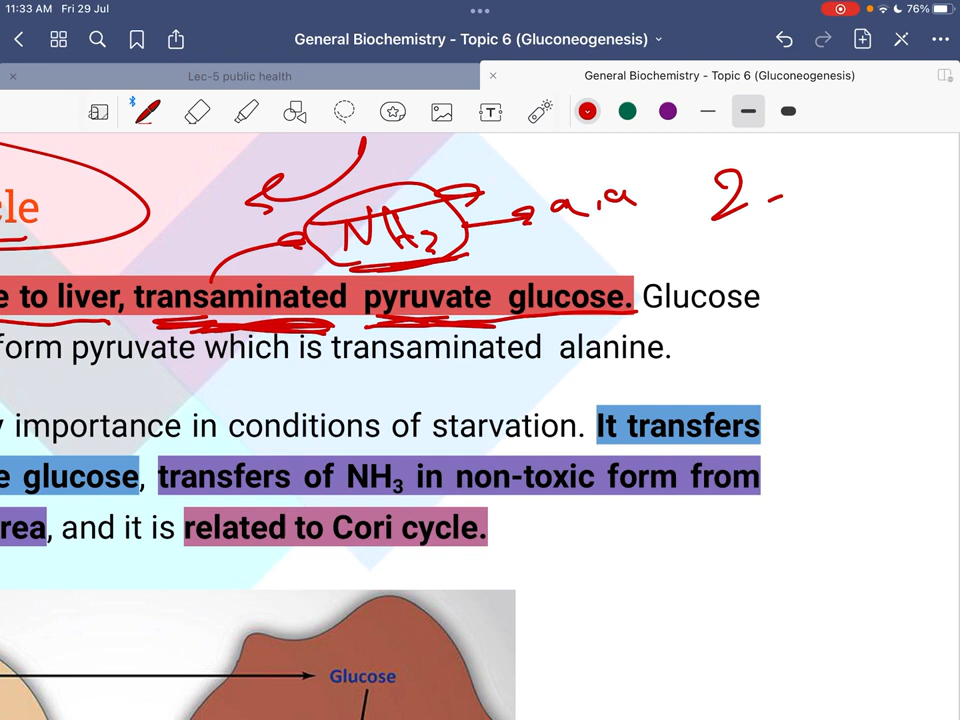 11:33 AM Fri 29 Jul
76%
General Biochemistry - Topic 6 (Gluconeogenesis)
Lec-5 public health
General Biochemistry - Topic 6 (Gluconeogenesis)
cle
NH3
a.a
2
e to liver, transaminated pyruvate glucose. Glucose
form pyruvate which is transaminated alanine.
y importance in conditions of starvation. It transfers
e glucose, transfers of NH3 in non-toxic form from
rea, and it is related to Cori cycle.
Glucose